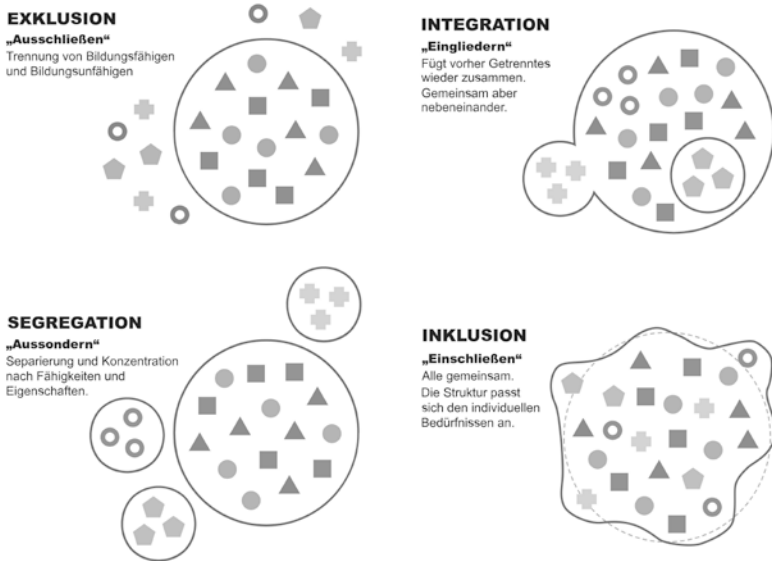 EXKLUSION
„Ausschließen“
Trennung von Bildungsfähigen
und Bildungsunfähigen
INTEGRATION
„Eingliedern“
Fügt vorher Getrenntes
wieder zusammen.
Gemeinsam aber
nebeneinander.
SEGREGATION
„Aussondern“
Separierung und Konzentration
nach Fähigkeiten und
Eigenschaften.
INKLUSION
„Einschließen“
Alle gemeinsam.
Die Struktur passt
sich den individuellen
Bedürfnissen an.